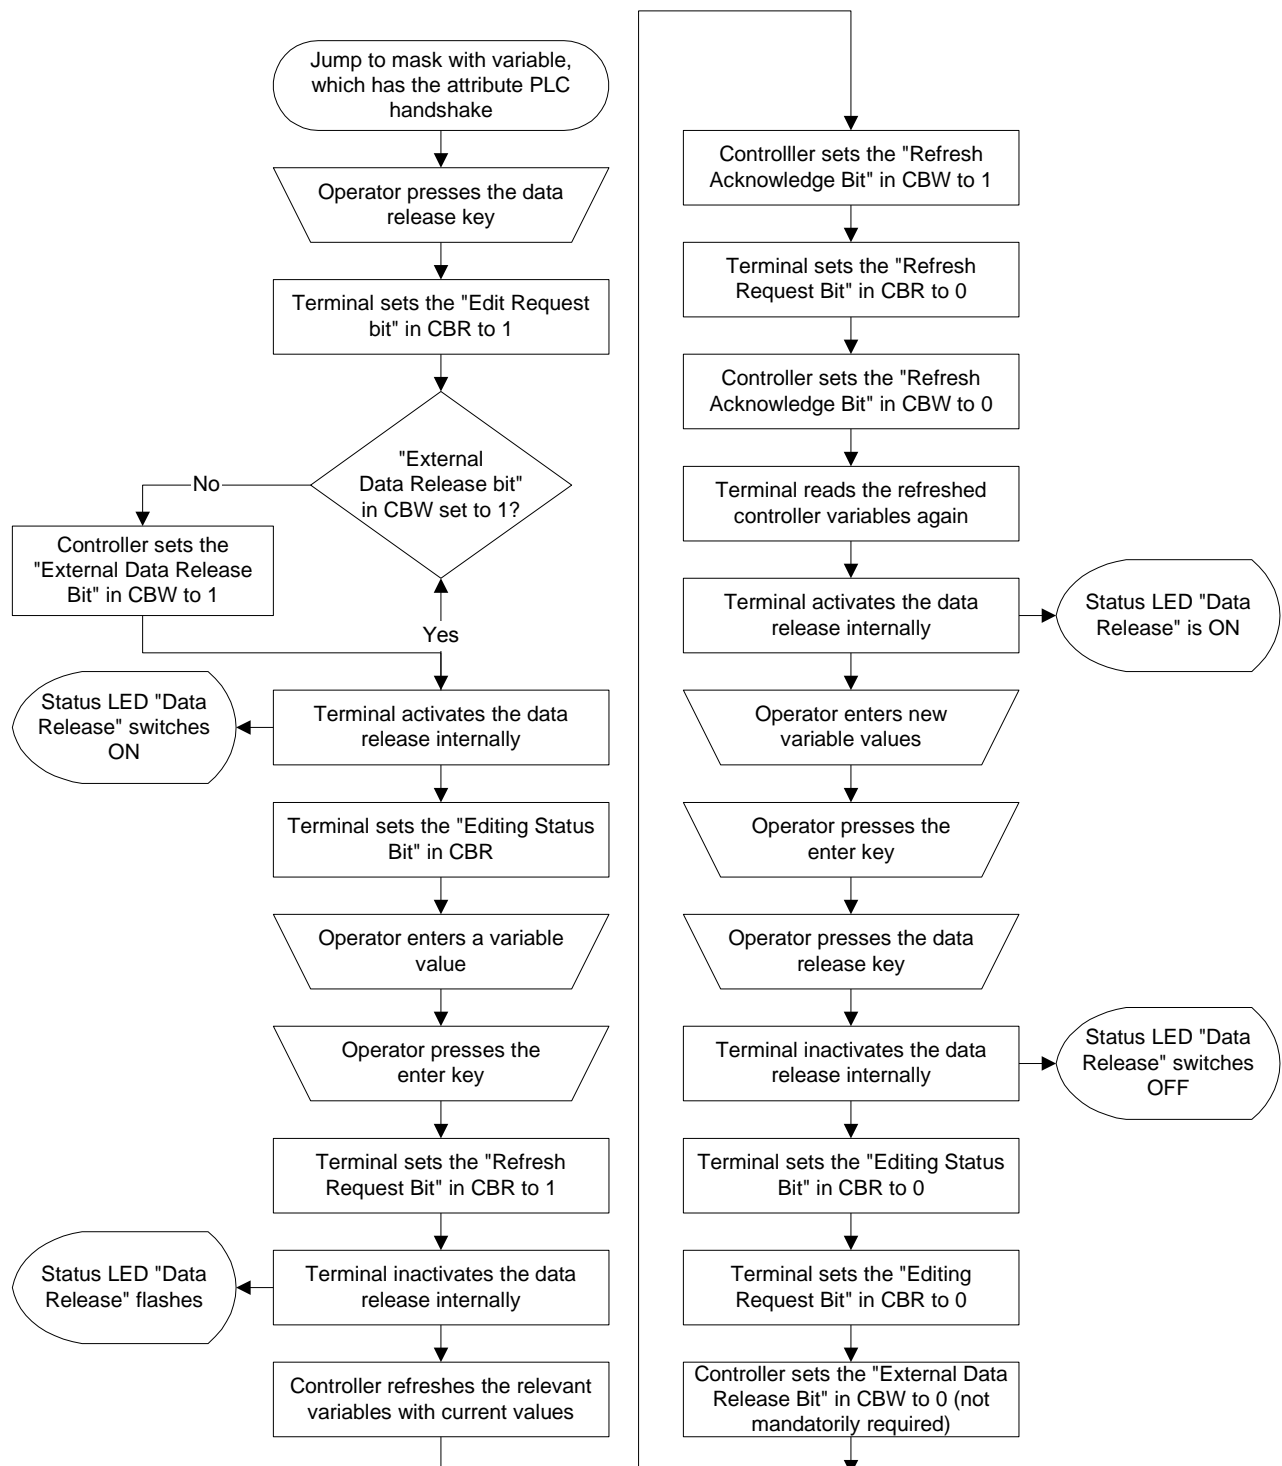 Jump to mask with variable,
which has the attribute PLC
handshake
Operator presses the data
release key
Terminal sets the "Edit Request
bit" in CBR to 1
"External
Data Release bit"
in CBW set to 1?
No
Controller sets the
"External Data Release
Bit" in CBW to 1
Yes
Status LED "Data
Release" switches
ON
Terminal activates the data
release internally
Terminal sets the "Editing Status
Bit" in CBR
Operator enters a variable
value
Operator presses the
enter key
Terminal sets the "Refresh
Request Bit" in CBR to 1
Status LED "Data
Release" flashes
Terminal inactivates the data
release internally
Controller refreshes the relevant
variables with current values
Controlller sets the "Refresh
Acknowledge Bit" in CBW to 1
Terminal sets the "Refresh
Request Bit" in CBR to 0
Controller sets the "Refresh
Acknowledge Bit" in CBW to 0
Terminal reads the refreshed
controller variables again
Terminal activates the data
release internally
Status LED "Data
Release" is ON
Operator enters new
variable values
Operator presses the
enter key
Operator presses the data
release key
Terminal inactivates the data
release internally
Status LED "Data
Release" switches
OFF
Terminal sets the "Editing Status
Bit" in CBR to 0
Terminal sets the "Editing
Request Bit" in CBR to 0
Controller sets the "External Data
Release Bit" in CBW to 0 (not
mandatorily required)